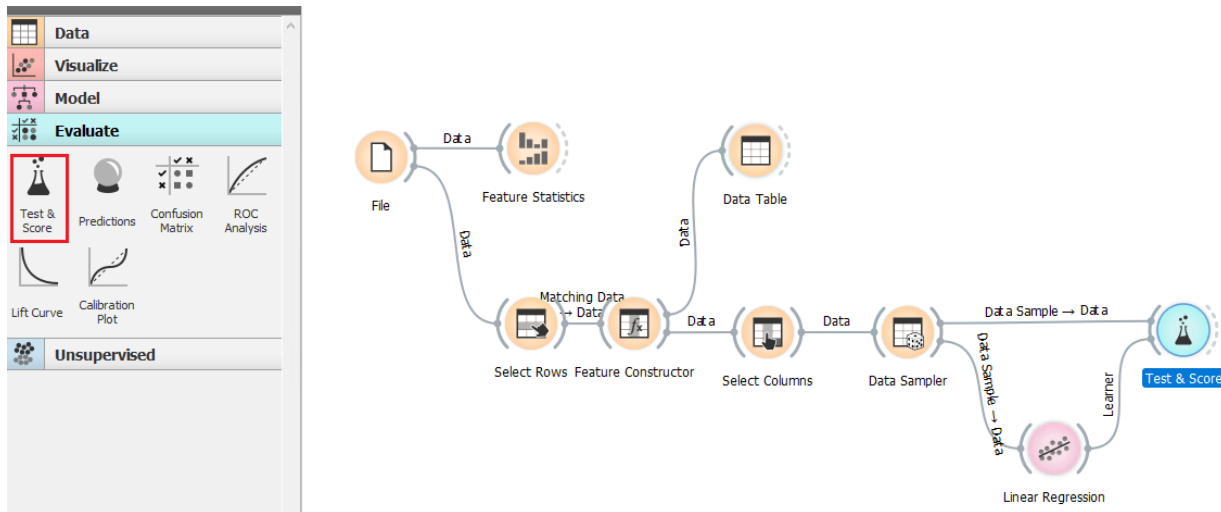 Data
Visualize
Model
Evaluate
Test &
Score
Predictions
Confusion
Matrix
ROC
Analysis
Lift Curve
Calibration
Plot
Unsupervised
File
Data
Feature Statistics
Data
Select Rows
Matching Data
→ Data
Feature Constructor
Data
Data Table
Data
Select Columns
Data
Data Sampler
Data Sample → Data
Data Sample → Data
Linear Regression
Learner
Test & Score